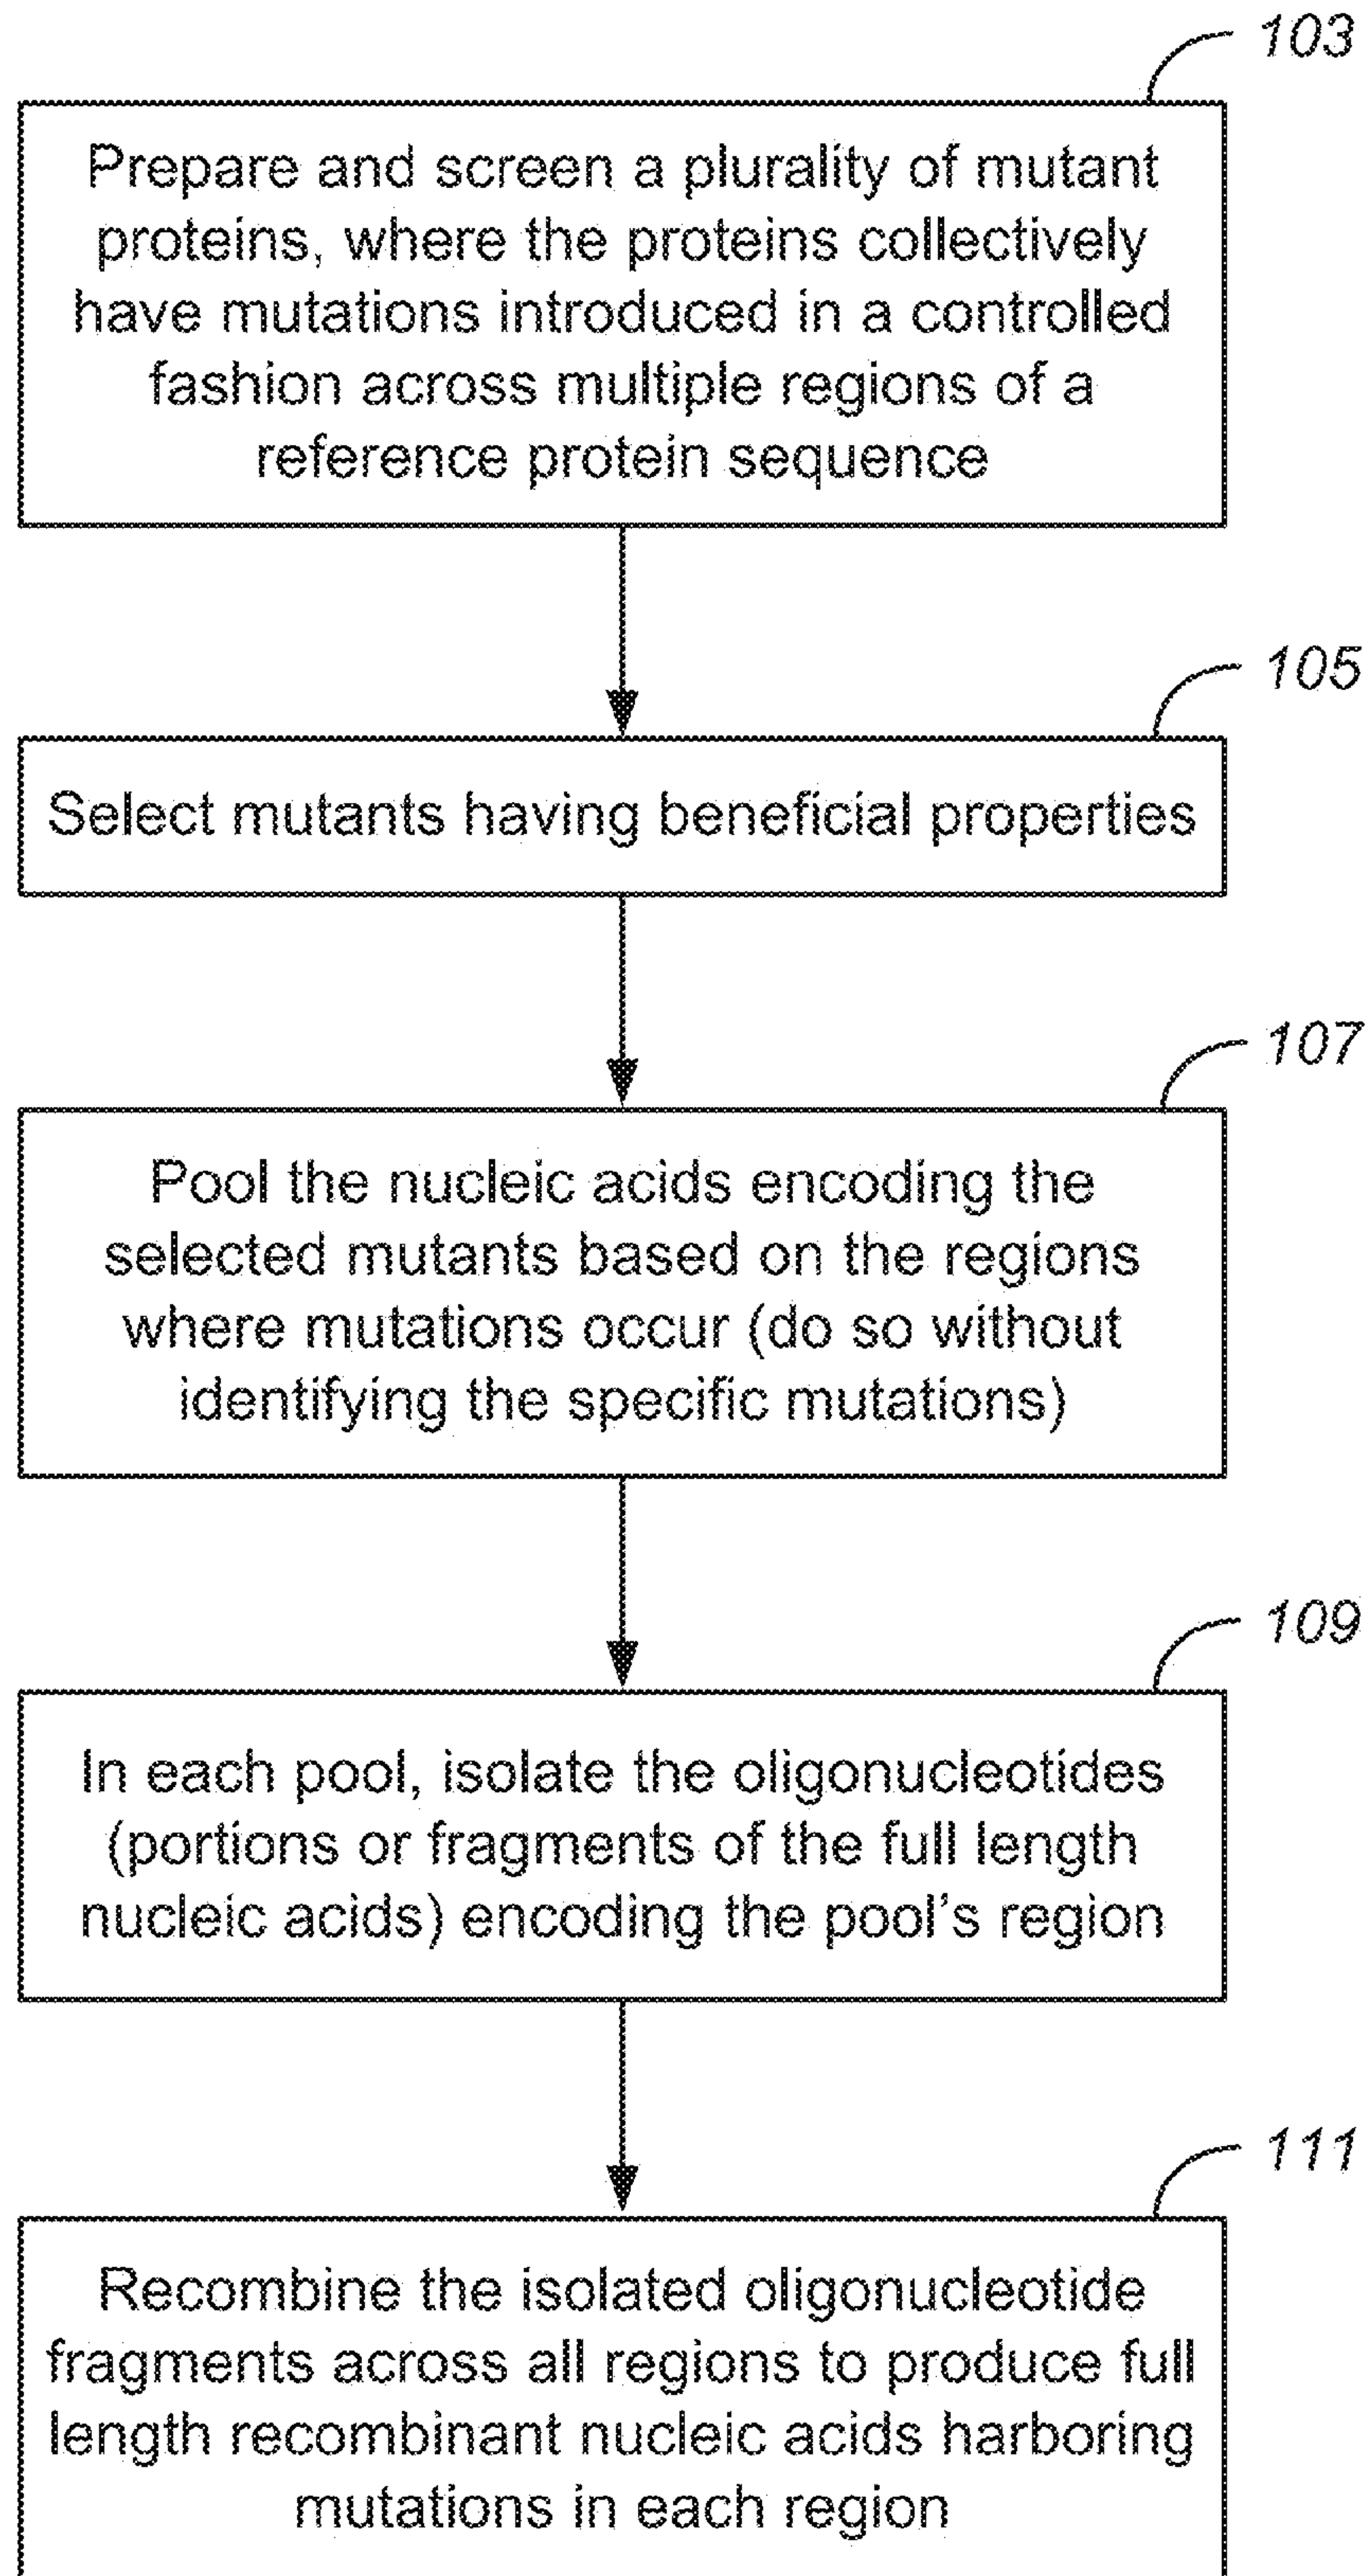 103
Prepare and screen a plurality of mutant
proteins, where the proteins collectively
have mutations introduced in a controlled
fashion across multiple regions of a
reference protein sequence
105
Select mutants having beneficial properties
107
Pool the nucleic acids encoding the
selected mutants based on the regions
where mutations occur (do so without
identifying the specific mutations)
109
In each pool, isolate the oligonucleotides
(portions or fragments of the full length
nucleic acids) encoding the pool's region
111
Recombine the isolated oligonucleotide
fragments across all regions to produce full
length recombinant nucleic acids harboring
mutations in each region